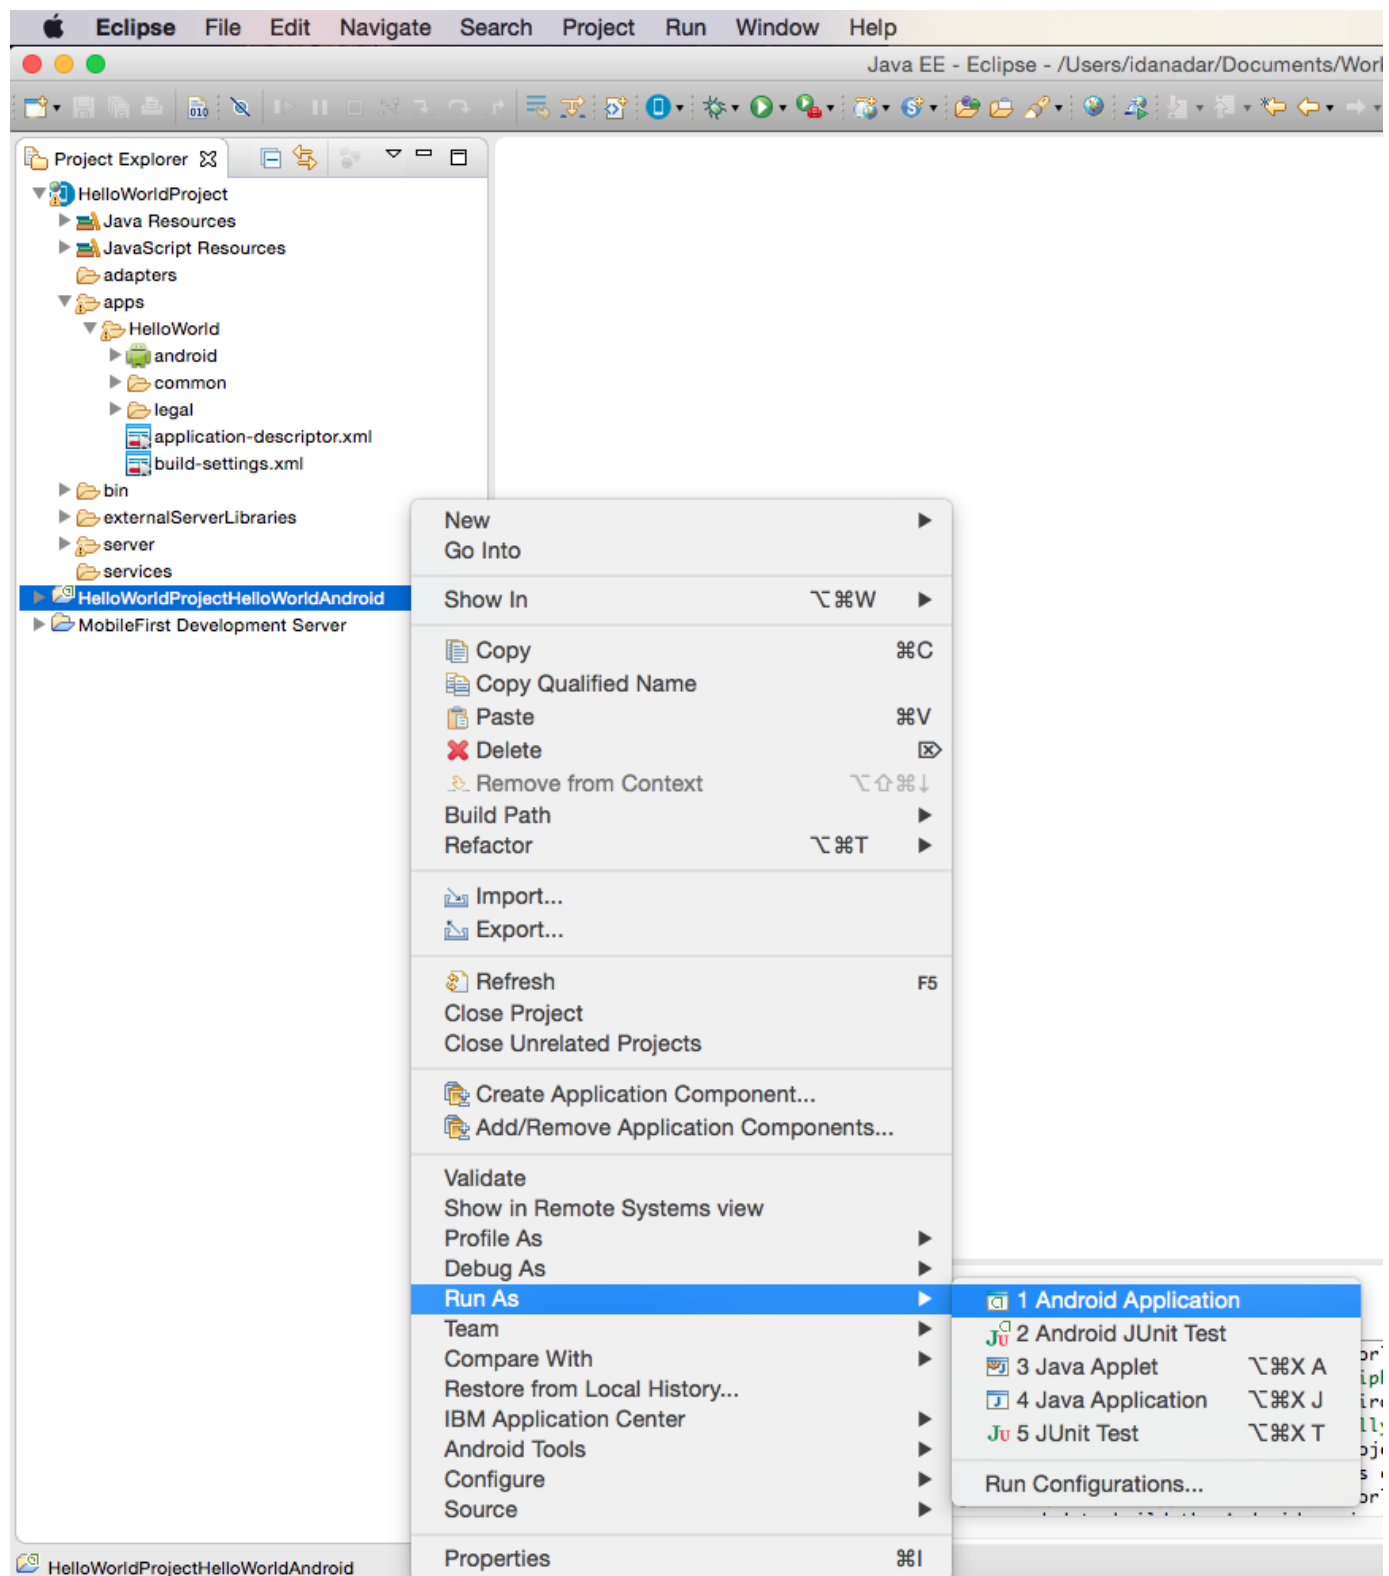 Eclipse File Edit Navigate Search Project Run Window Help
Java EE - Eclipse - /Users/idanadar/Documents/Worl
Project Explorer
HelloWorldProject
Java Resources
JavaScript Resources
adapters
apps
HelloWorld
android
common
legal
application-descriptor.xml
build-settings.xml
bin
externalServerLibraries
server
services
HelloWorldProjectHelloWorldAndroid
MobileFirst Development Server
New
Go Into
Show In ⌥⌘W
Copy ⌘C
Copy Qualified Name
Paste ⌘V
Delete ⌦
Remove from Context ⌥⇧⌘↓
Build Path
Refactor ⌥⌘T
Import...
Export...
Refresh F5
Close Project
Close Unrelated Projects
Create Application Component...
Add/Remove Application Components...
Validate
Show in Remote Systems view
Profile As
Debug As
Run As
Team
Compare With
Restore from Local History...
IBM Application Center
Android Tools
Configure
Source
Properties ⌘I
1 Android Application
2 Android JUnit Test
3 Java Applet ⌥⌘X A
4 Java Application ⌥⌘X J
5 JUnit Test ⌥⌘X T
Run Configurations...
HelloWorldProjectHelloWorldAndroid